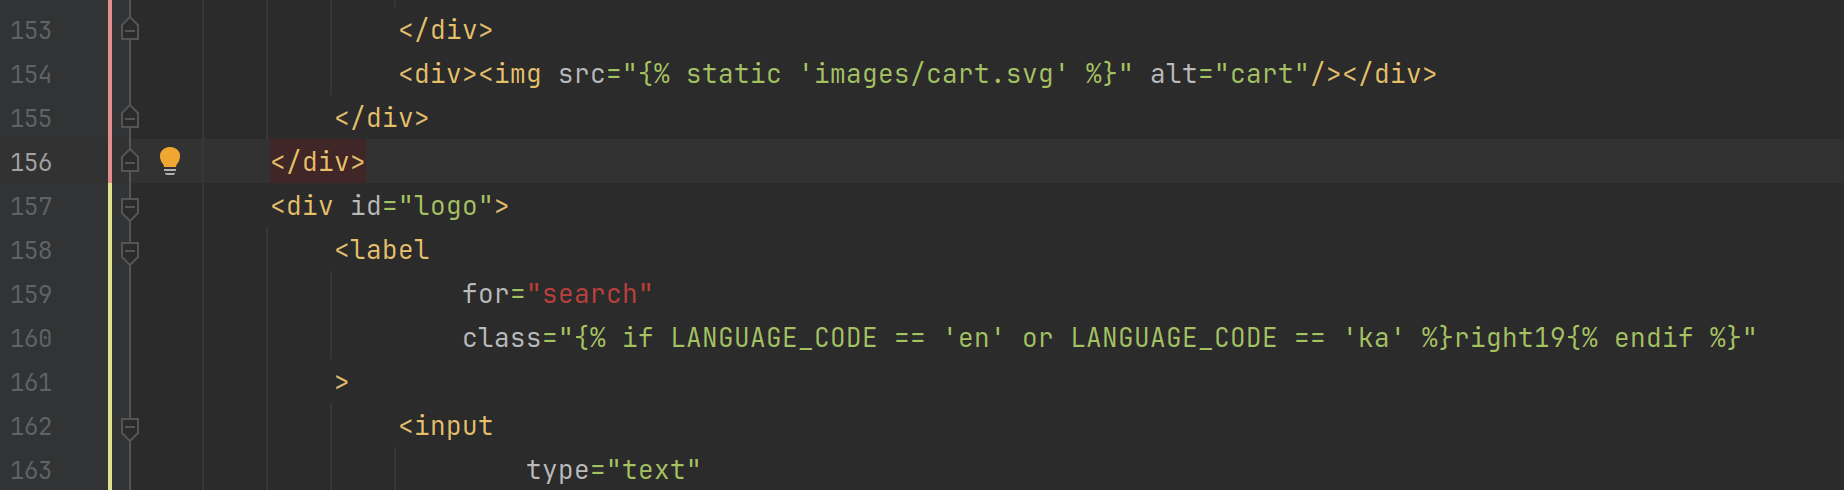 153 </div>
154 <div><img src="{% static 'images/cart.svg' %}" alt="cart"/></div>
155 </div>
156 </div>
157 <div id="logo">
158 <label
159 for="search"
160 class="{% if LANGUAGE_CODE == 'en' or LANGUAGE_CODE == 'ka' %}right19{% endif %}"
161 >
162 <input
163 type="text"